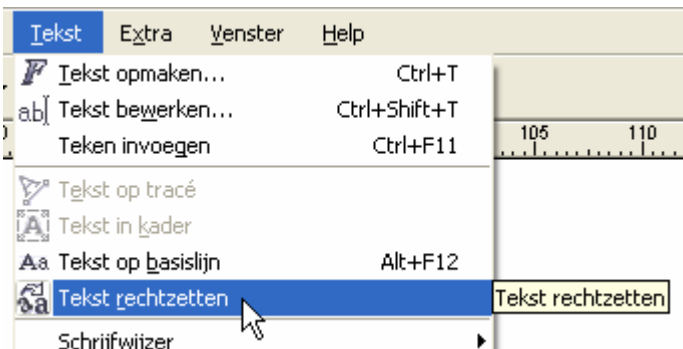 Tekst Extra Venster Help
Tekst opmaken... Ctrl+T
Tekst bewerken... Ctrl+Shift+T
Teken invoegen Ctrl+F11
105 110
Tekst op tracé
Tekst in kader
Tekst op basislijn Alt+F12
Tekst rechtzetten Tekst rechtzetten
Schrijfwijzer